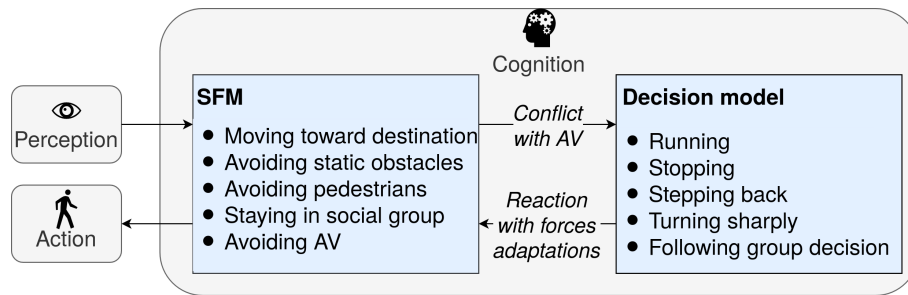 Cognition
Perception
Action
SFM
● Moving toward destination
● Avoiding static obstacles
● Avoiding pedestrians
● Staying in social group
● Avoiding AV
Conflict
with AV
Reaction
with forces
adaptations
Decision model
● Running
● Stopping
● Stepping back
● Turning sharply
● Following group decision